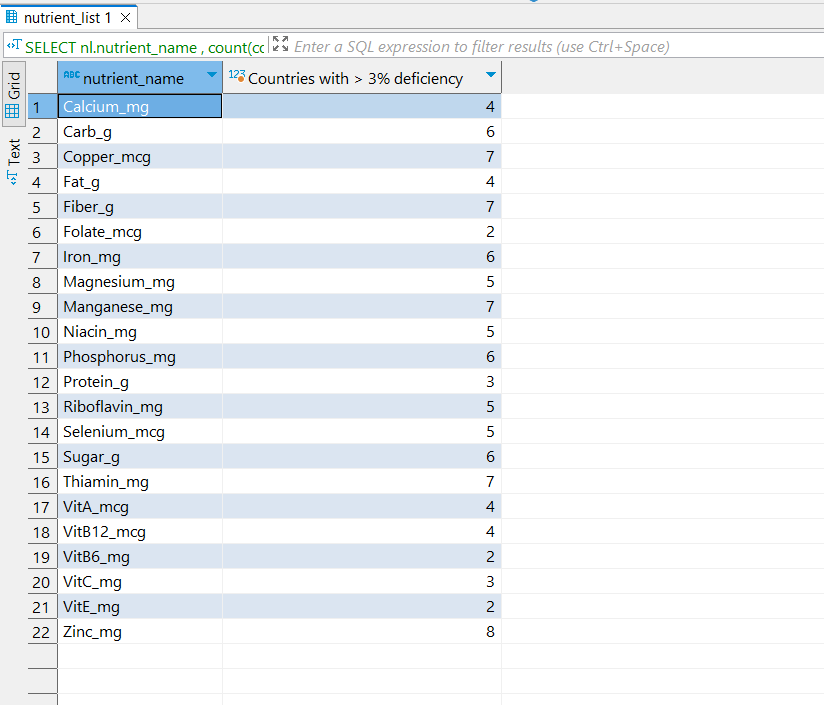 nutrient_list 1
SELECT nl.nutrient_name , count(cc
Enter a SQL expression to filter results (use Ctrl+Space)
Grid
Text
ABC nutrient_name
123 Countries with > 3% deficiency
1 Calcium_mg 4
2 Carb_g 6
3 Copper_mcg 7
4 Fat_g 4
5 Fiber_g 7
6 Folate_mcg 2
7 Iron_mg 6
8 Magnesium_mg 5
9 Manganese_mg 7
10 Niacin_mg 5
11 Phosphorus_mg 6
12 Protein_g 3
13 Riboflavin_mg 5
14 Selenium_mcg 5
15 Sugar_g 6
16 Thiamin_mg 7
17 VitA_mcg 4
18 VitB12_mcg 4
19 VitB6_mg 2
20 VitC_mg 3
21 VitE_mg 2
22 Zinc_mg 8